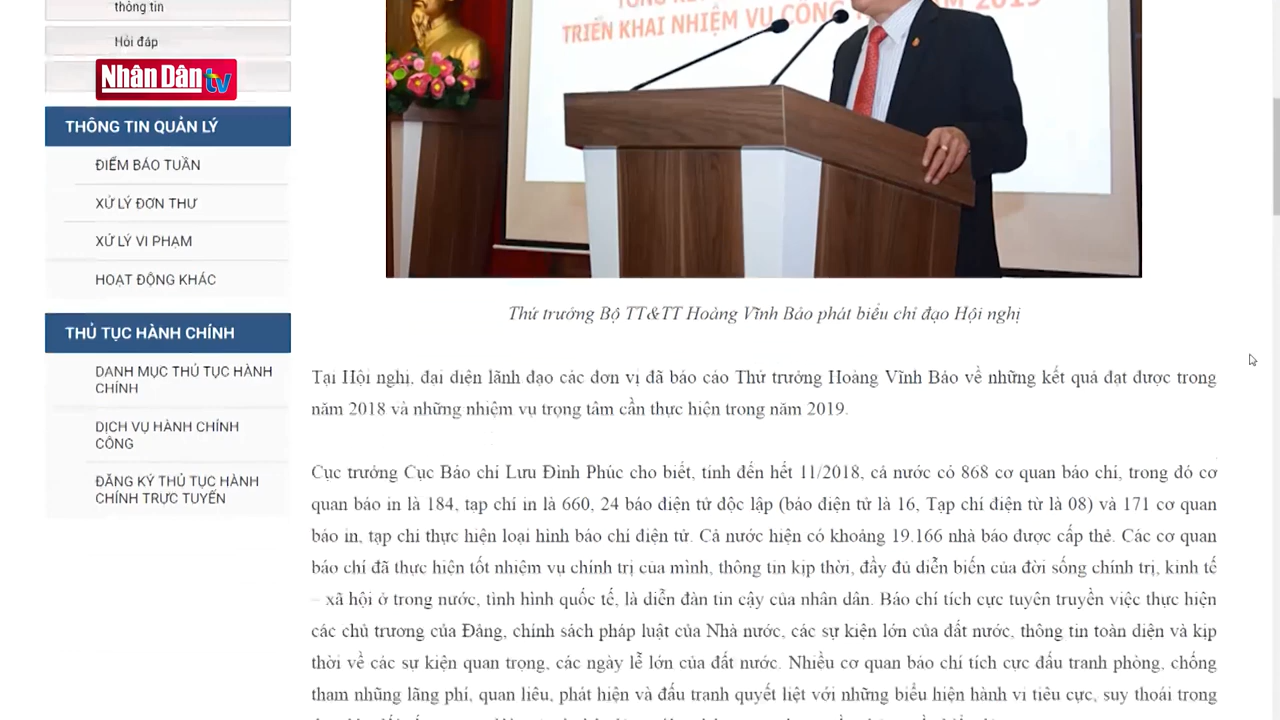 thông tin
Hỏi đáp
Nhân Dân tv
THÔNG TIN QUẢN LÝ
ĐIỂM BÁO TUẦN
XỬ LÝ ĐƠN THƯ
XỬ LÝ VI PHẠM
HOẠT ĐỘNG KHÁC
THỦ TỤC HÀNH CHÍNH
DANH MỤC THỦ TỤC HÀNH
CHÍNH
DỊCH VỤ HÀNH CHÍNH
CÔNG
ĐĂNG KÝ THỦ TỤC HÀNH
CHÍNH TRỰC TUYẾN
TRIỂN KHAI NHIỆM VỤ CÔNG 2019
Thứ trưởng Bộ TT&TT Hoàng Vĩnh Bảo phát biểu chỉ đạo Hội nghị
Tại Hội nghị, đại diện lãnh đạo các đơn vị đã báo cáo Thứ trưởng Hoàng Vĩnh Bảo về những kết quả đạt được trong
năm 2018 và những nhiệm vụ trọng tâm cần thực hiện trong năm 2019.
Cục trưởng Cục Báo chí Lưu Đình Phúc cho biết, tính đến hết 11/2018, cả nước có 868 cơ quan báo chí, trong đó cơ
quan báo in là 184, tạp chí in là 660, 24 báo điện tử độc lập (báo điện tử là 16, Tạp chí điện tử là 08) và 171 cơ quan
báo in, tạp chí thực hiện loại hình báo chí điện tử. Cả nước hiện có khoảng 19.166 nhà báo được cấp thẻ. Các cơ quan
báo chí đã thực hiện tốt nhiệm vụ chính trị của mình, thông tin kịp thời, đầy đủ diễn biến của đời sống chính trị, kinh tế
– xã hội ở trong nước, tình hình quốc tế, là diễn đàn tin cậy của nhân dân. Báo chí tích cực tuyên truyền việc thực hiện
các chủ trương của Đảng, chính sách pháp luật của Nhà nước, các sự kiện lớn của đất nước, thông tin toàn diện và kịp
thời về các sự kiện quan trọng, các ngày lễ lớn của đất nước. Nhiều cơ quan báo chí tích cực đấu tranh phòng, chống
tham nhũng lãng phí, quan liêu, phát hiện và đấu tranh quyết liệt với những biểu hiện hành vi tiêu cực, suy thoái trong